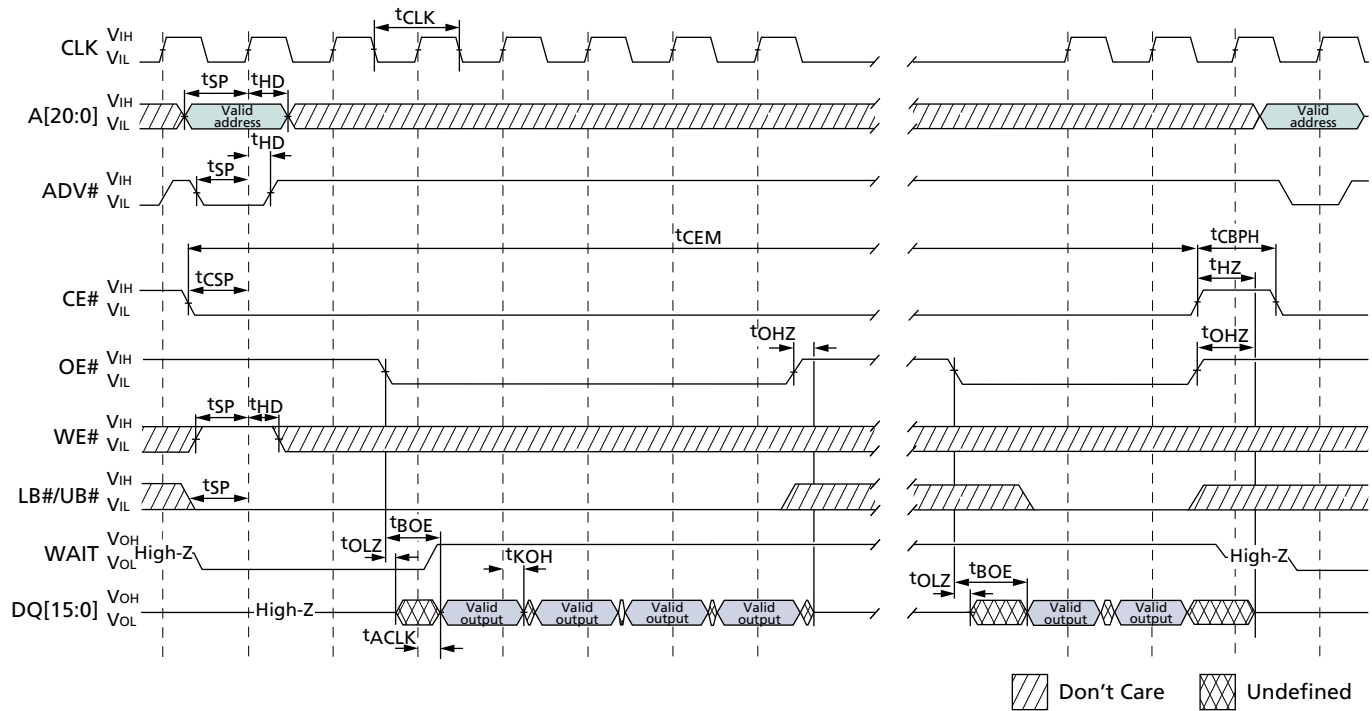 tCLK
CLK VIH
VIL
tSP tHD
A[20:0] VIH
VIL
Valid address
Valid address
tHD
tSP
ADV# VIH
VIL
tCEM
tCBPH
tCSP
tHZ
CE# VIH
VIL
tOHZ
tOHZ
OE# VIH
VIL
tSP tHD
WE# VIH
VIL
tSP
LB#/UB# VIH
VIL
tBOE
WAIT VOH
VOL
High-Z
tOLZ
tKOH
High-Z
tOLZ
tBOE
DQ[15:0] VOH
VOL
High-Z
Valid output
Valid output
Valid output
Valid output
Valid output
Valid output
tACLK
Don't Care
Undefined